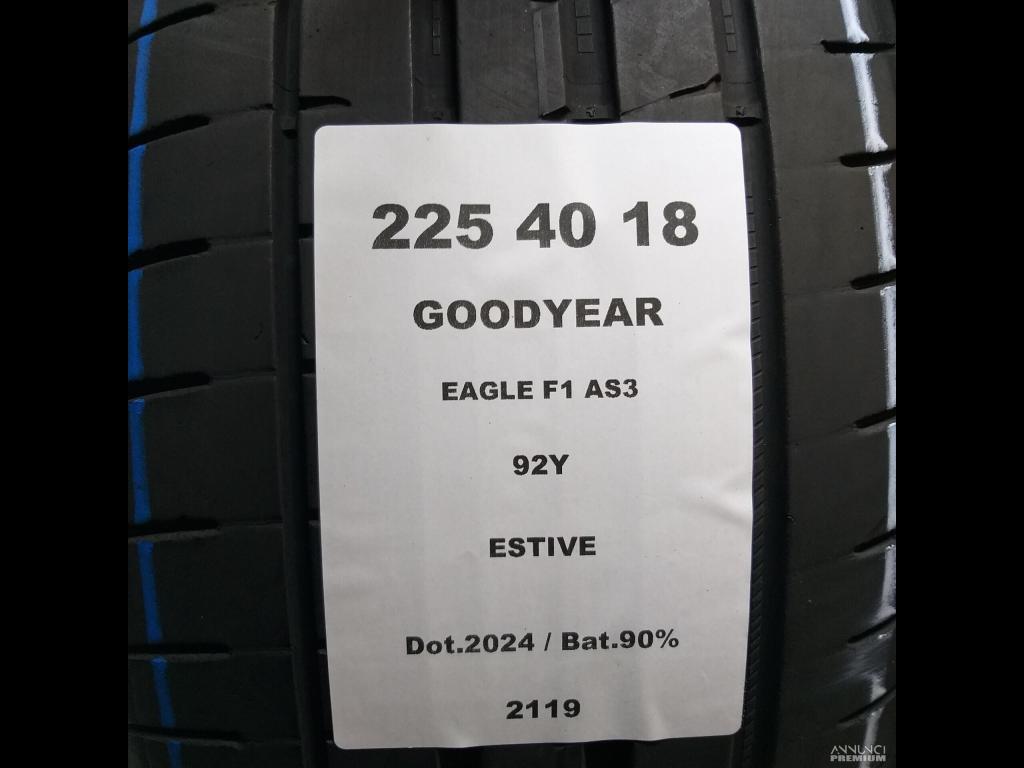 225 40 18
GOODYEAR
EAGLE F1 AS3
92Y
ESTIVE
Dot.2024 / Bat.90%
2119
ANNUNCI
PREMIUM